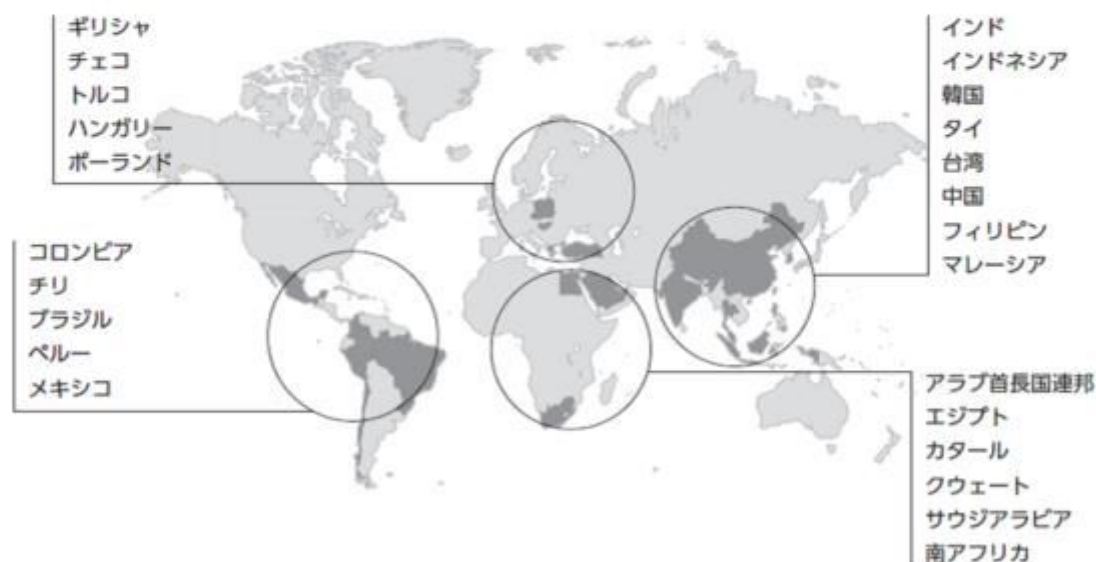 ギリシャ
チェコ
トルコ
ハンガリー
ポーランド
インド
インドネシア
韓国
タイ
台湾
中国
フィリピン
マレーシア
コロンビア
チリ
ブラジル
ペルー
メキシコ
アラブ首長国連邦
エジプト
カタール
クウェート
サウジアラビア
南アフリカ